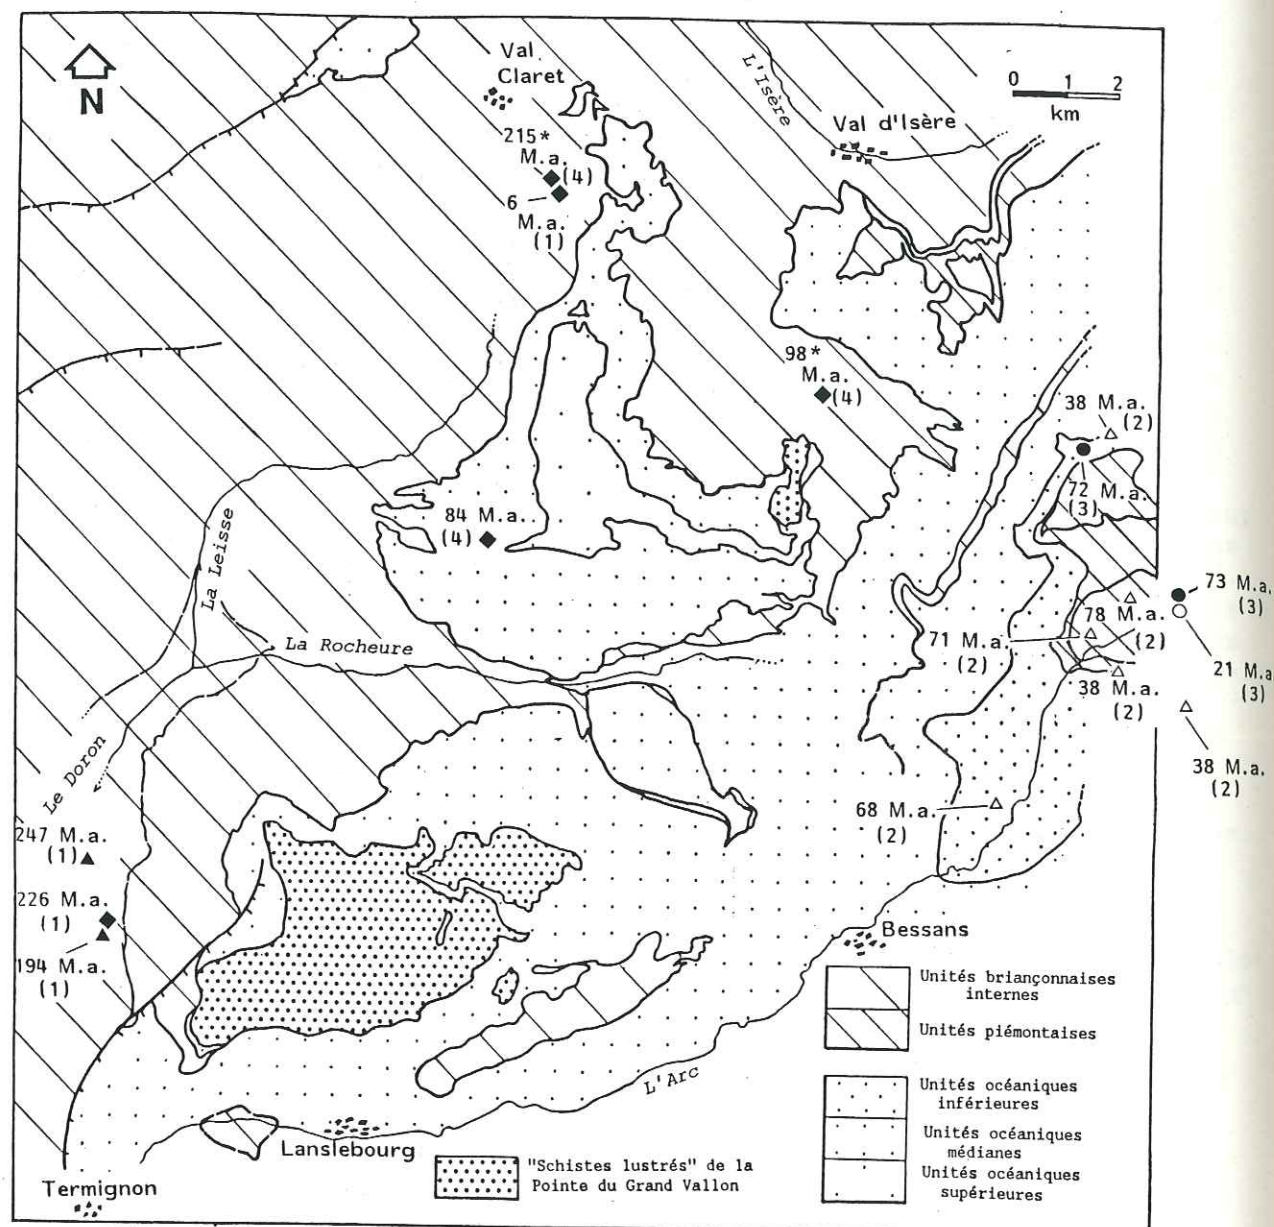 N
Val
Claret
L'Isère
0 1 2
km
Val d'Isère
215*
M.a.
(4)
6
M.a.
(1)
98*
M.a.
(4)
38 M.a.
(2)
72 M.a.
(3)
84 M.a.
(4)
La Leisse
73 M.a.
(3)
78 M.a.
(2)
La Rocheure
71 M.a.
(2)
21 M.a
(3)
38 M.a.
(2)
Le Doron
38 M.a.
(2)
68 M.a.
(2)
247 M.a.
(1)
226 M.a.
(1)
194 M.a.
(1)
Bessans
L'Arc
Lanslebourg
Termignon
Unités briançonnaises
internes
Unités piémontaises
Unités océaniques
inférieures
Unités océaniques
médianes
Unités océaniques
supérieures
"Schistes lustrés" de la
Pointe du Grand Vallon